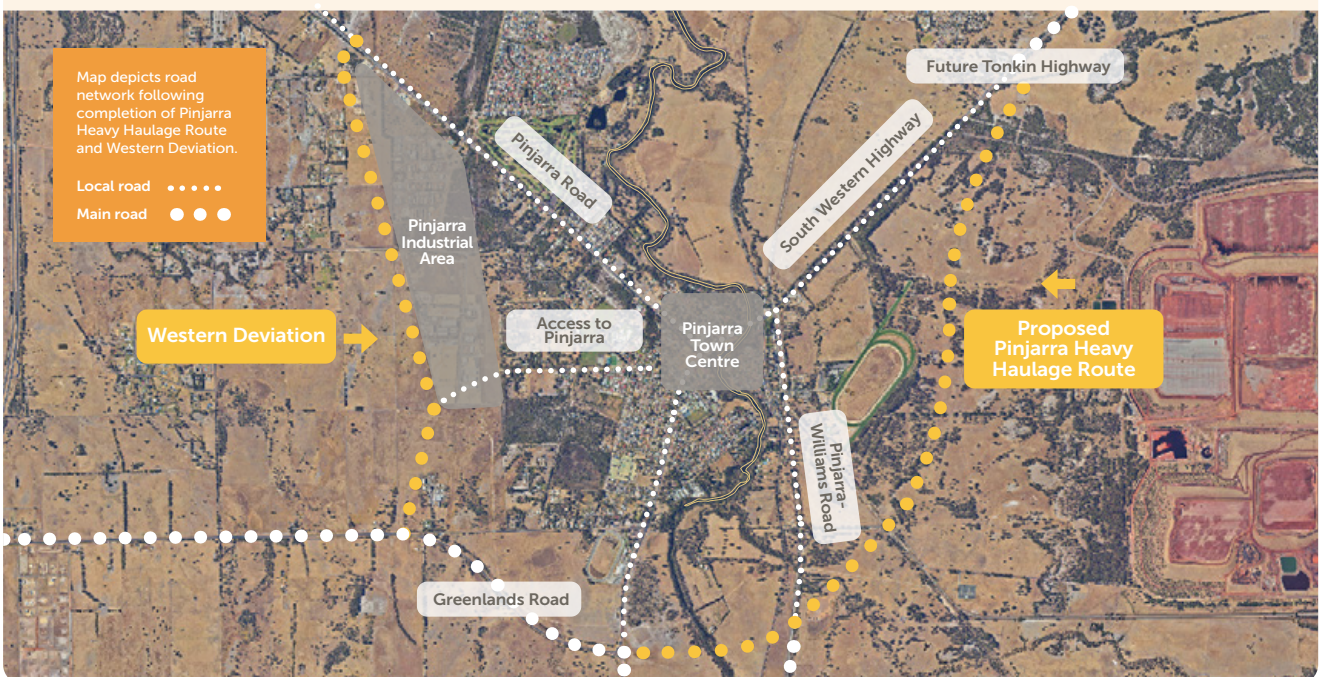 Map depicts road
network following
completion of Pinjarra
Heavy Haulage Route
and Western Deviation.
Local road
Main road
Future Tonkin Highway
South Western Highway
Pinjarra Road
Pinjarra
Industrial
Area
Western Deviation
Access to
Pinjarra
Pinjarra
Town
Centre
Proposed
Pinjarra Heavy
Haulage Route
Pinjarra-
Williams Road
Greenlands Road